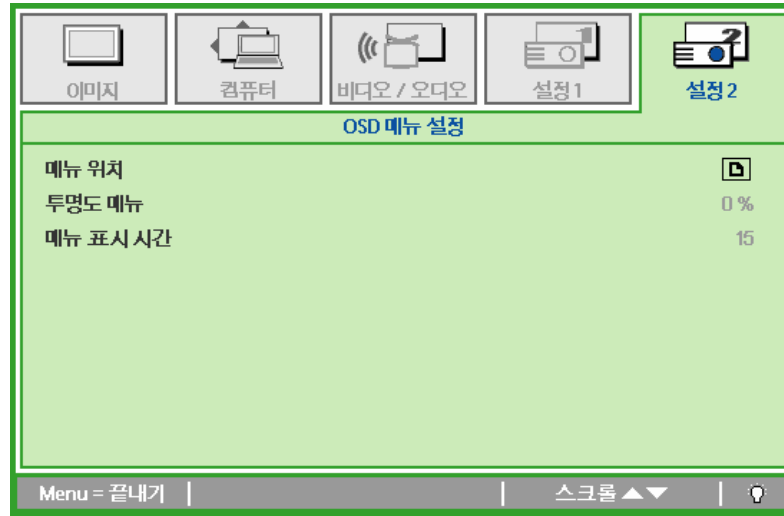 이미지
컴퓨터
비디오 / 오디오
설정 1
설정 2
OSD 메뉴 설정
메뉴 위치
투명도 메뉴 0 %
메뉴 표시 시간 15
Menu = 끝내기 스크롤 ▲▼